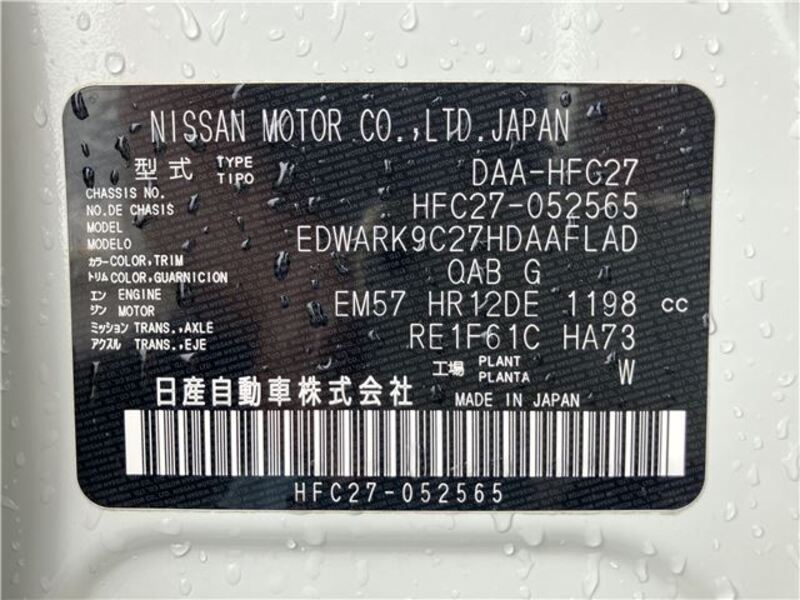 NISSAN MOTOR CO.,LTD.JAPAN
型式 TYPE TIPO DAA-HFC27
CHASSIS NO.
NO.DE CHASIS HFC27-052565
MODEL
MODELO EDWARK9C27HDAAFLAD
カラー COLOR,TRIM
トリム COLOR,GUARNICION QAB G
エン ENGINE
ジン MOTOR EM57 HR12DE 1198 cc
ミッション TRANS.,AXLE
アクスル TRANS.,EJE RE1F61C HA73
工場 PLANT PLANTA W
日産自動車株式会社 MADE IN JAPAN
HFC27-052565